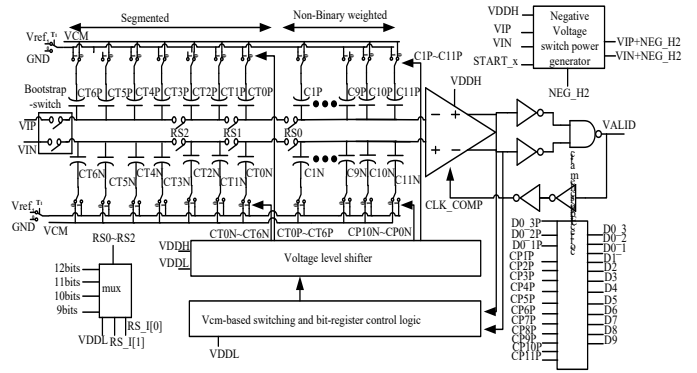 Segmented
Non-Binary weighted
VCM
Vref
GND
C1P~C11P
Bootstrap
-switch
CT6P CT5P CT4P CT3P CT2P CT1P CT0P C1P C9P C10P C11P
VDDH
VIP
VIN
RS2 RS1 RS0
CT6N CT5N CT4N CT3N CT2N CT1N CT0N C1N C9N C10N C11N
CLK_COMP
VALID
VDDH
VIP
VIN
START_x
Negative
Voltage
switch power
generator
VIP+NEG_H2
VIN+NEG_H2
NEG_H2
Vref
GND
VCM
CT0N~CT6N CT0P~CT6P CP10N~CP0N
RS0~RS2
VDDH
VDDL
Voltage level shifter
12bits
11bits
10bits
9bits
mux
VDDL
RS_I[0]
RS_I[1]
Vcm-based switching and bit-register control logic
VDDL
D0_3P
D0_2P
D0_1P
CP1P
CP2P
CP3P
CP4P
CP5P
CP6P
CP7P
CP8P
CP9P
CP10P
CP11P
D0_3
D0_2
D0_1
D1
D2
D3
D4
D5
D6
D7
D8
D9